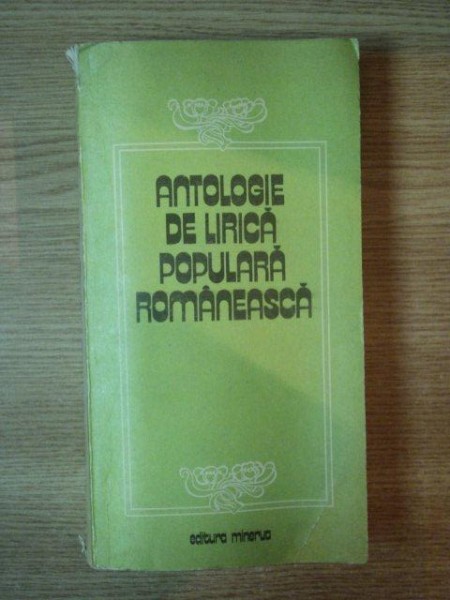 ANTOLOGIE
DE LIRICĂ
POPULARĂ
ROMÂNEASCĂ
editura minerva